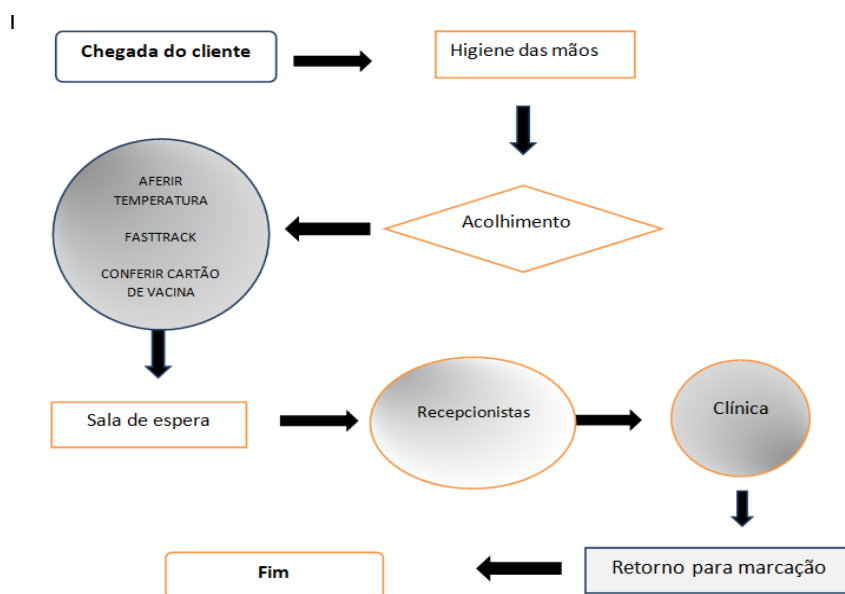 I
Chegada do cliente
Higiene das mãos
Acolhimento
AFERIR
TEMPERATURA
FASTTRACK
CONFERIR CARTÃO
DE VACINA
Sala de espera
Recepcionistas
Clínica
Retorno para marcação
Fim